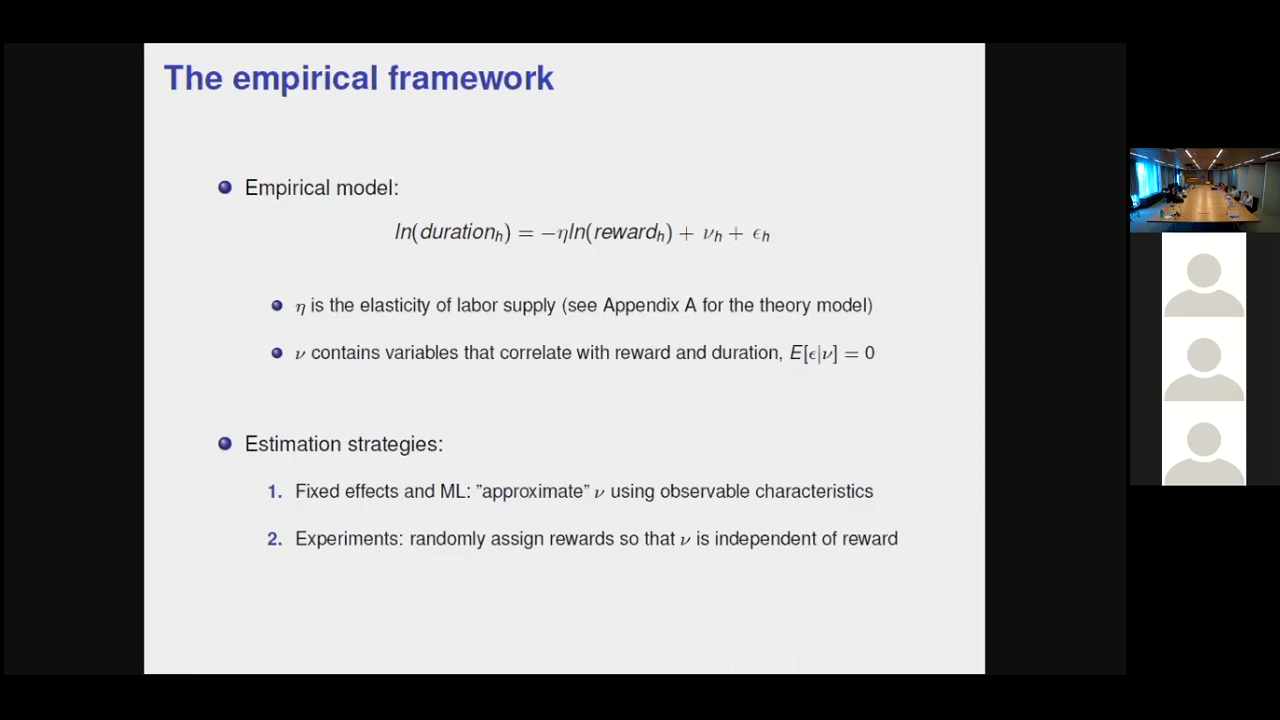 The empirical framework
Empirical model:
ln(duration_h) = −ηln(reward_h) + ν_h + ϵ_h
η is the elasticity of labor supply (see Appendix A for the theory model)
ν contains variables that correlate with reward and duration, E[ϵ|ν] = 0
Estimation strategies:
1. Fixed effects and ML: ”approximate” ν using observable characteristics
2. Experiments: randomly assign rewards so that ν is independent of reward